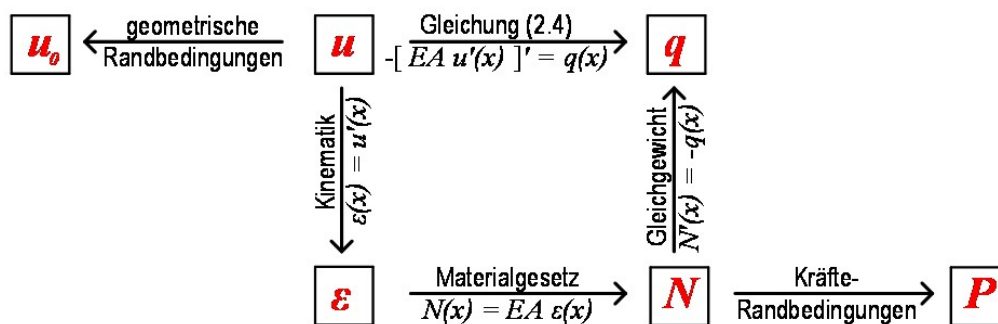 u₀
geometrische
Randbedingungen
u
Gleichung (2.4)
-[ EA u'(x) ]' = q(x)
q
Kinematik
ε(x) = u'(x)
Gleichgewicht
N'(x) = -q(x)
ε
Materialgesetz
N(x) = EA ε(x)
N
Kräfte-
Randbedingungen
P